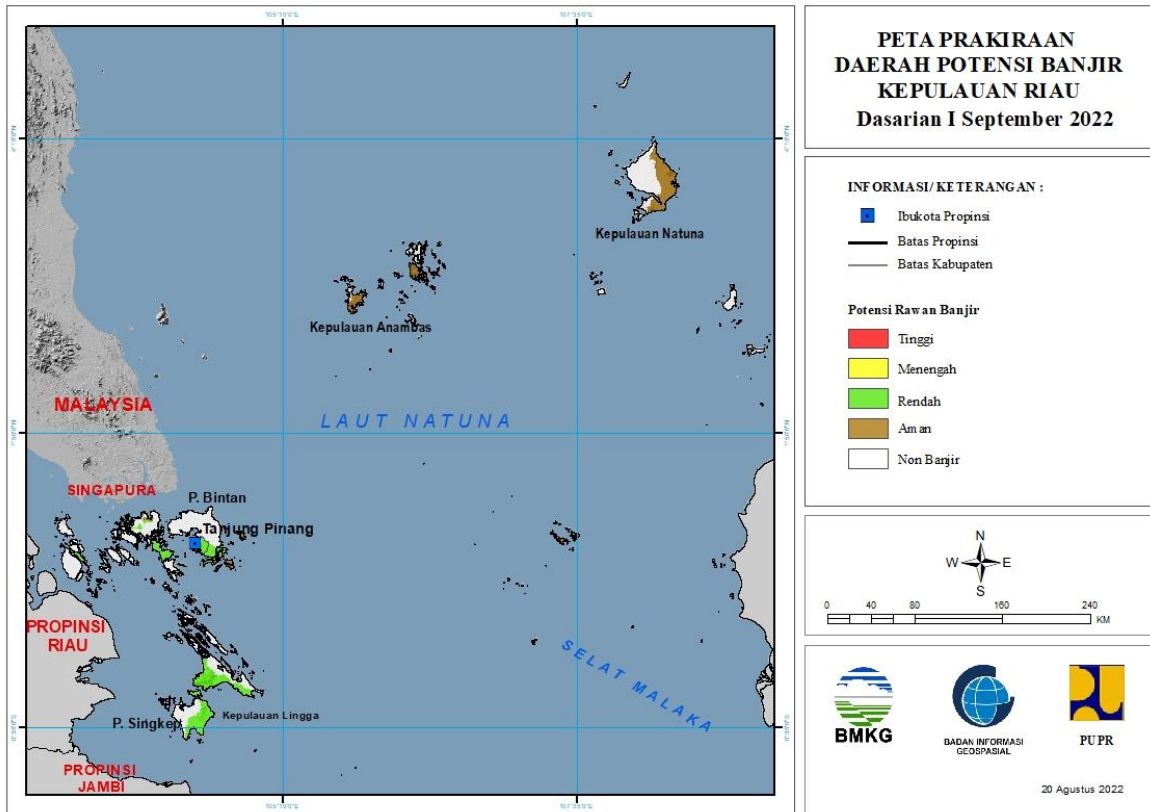 PETA PRAKIRAAN
DAERAH POTENSI BANJIR
KEPULAUAN RIAU
Dasarian I September 2022
INFORMASI/KETERANGAN :
Ibukota Propinsi
Batas Propinsi
Batas Kabupaten
Potensi Rawan Banjir
Tinggi
Menengah
Rendah
Aman
Non Banjir
N
W E
S
0 40 80 160 240
KM
BMKG
BADAN INFORMASI
GEOSPASIAL
PUPR
20 Agustus 2022
Kepulauan Natuna
Kepulauan Anambas
MALAYSIA
LAUT NATUNA
SINGAPURA
P. Bintan
Tanjung Pinang
PROPINSI
RIAU
SELAT MALAKA
P. Singkep
Kepulauan Lingga
PROPINSI
JAMBI